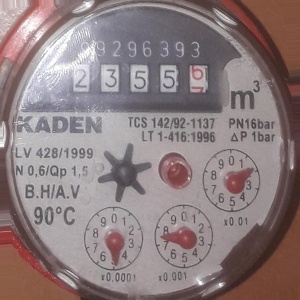 9296393
2355
m³
KADEN
TCS 142/92-1137
PN16bar
LT 1-416:1996
ΔP 1bar
LV 428/1999
N 0,6/Qp 1,5
B.H/A.V
90°C
x0.01
x0.001
x0.0001